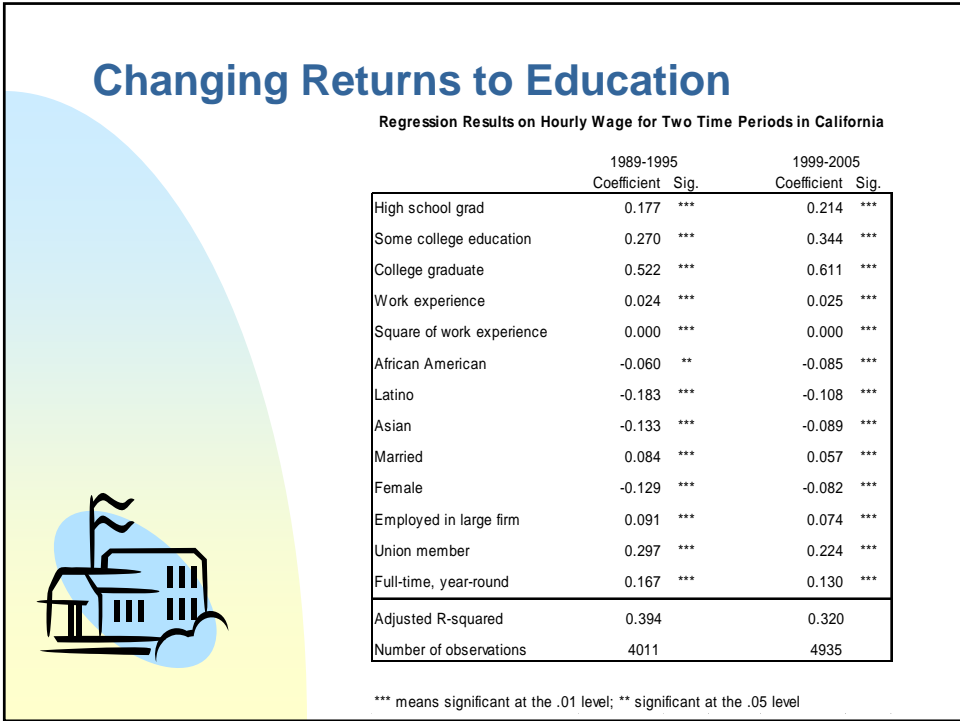 Changing Returns to Education
Regression Results on Hourly Wage for Two Time Periods in California
1989-1995 1999-2005
Coefficient Sig. Coefficient Sig.
High school grad 0.177 *** 0.214 ***
Some college education 0.270 *** 0.344 ***
College graduate 0.522 *** 0.611 ***
Work experience 0.024 *** 0.025 ***
Square of work experience 0.000 *** 0.000 ***
African American -0.060 ** -0.085 ***
Latino -0.183 *** -0.108 ***
Asian -0.133 *** -0.089 ***
Married 0.084 *** 0.057 ***
Female -0.129 *** -0.082 ***
Employed in large firm 0.091 *** 0.074 ***
Union member 0.297 *** 0.224 ***
Full-time, year-round 0.167 *** 0.130 ***
Adjusted R-squared 0.394 0.320
Number of observations 4011 4935
*** means significant at the .01 level; ** significant at the .05 level